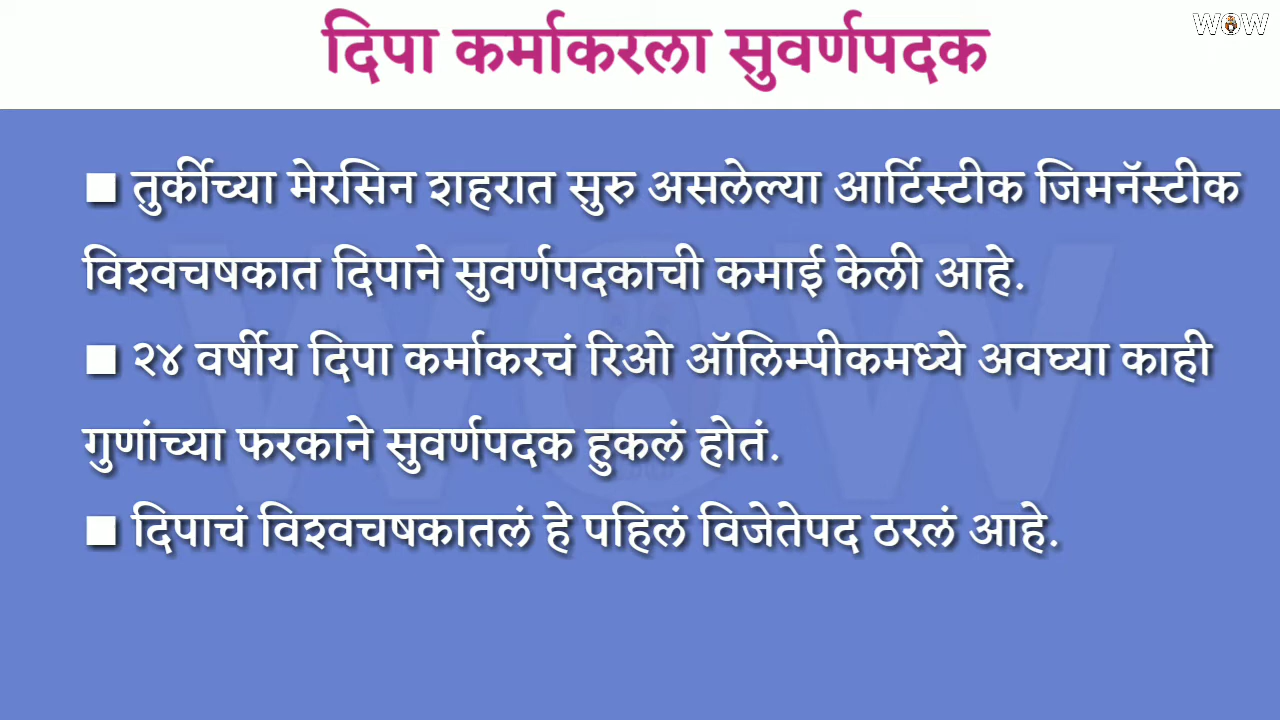 दिपा कर्माकरला सुवर्णपदक
WOW
■ तुर्कीच्या मेरसिन शहरात सुरु असलेल्या आर्टिस्टीक जिमनॅस्टीक
विश्वचषकात दिपाने सुवर्णपदकाची कमाई केली आहे.
■ २४ वर्षीय दिपा कर्माकरचं रिओ ऑलिम्पीकमध्ये अवघ्या काही
गुणांच्या फरकाने सुवर्णपदक हुकलं होतं.
■ दिपाचं विश्वचषकातलं हे पहिलं विजेतेपद ठरलं आहे.